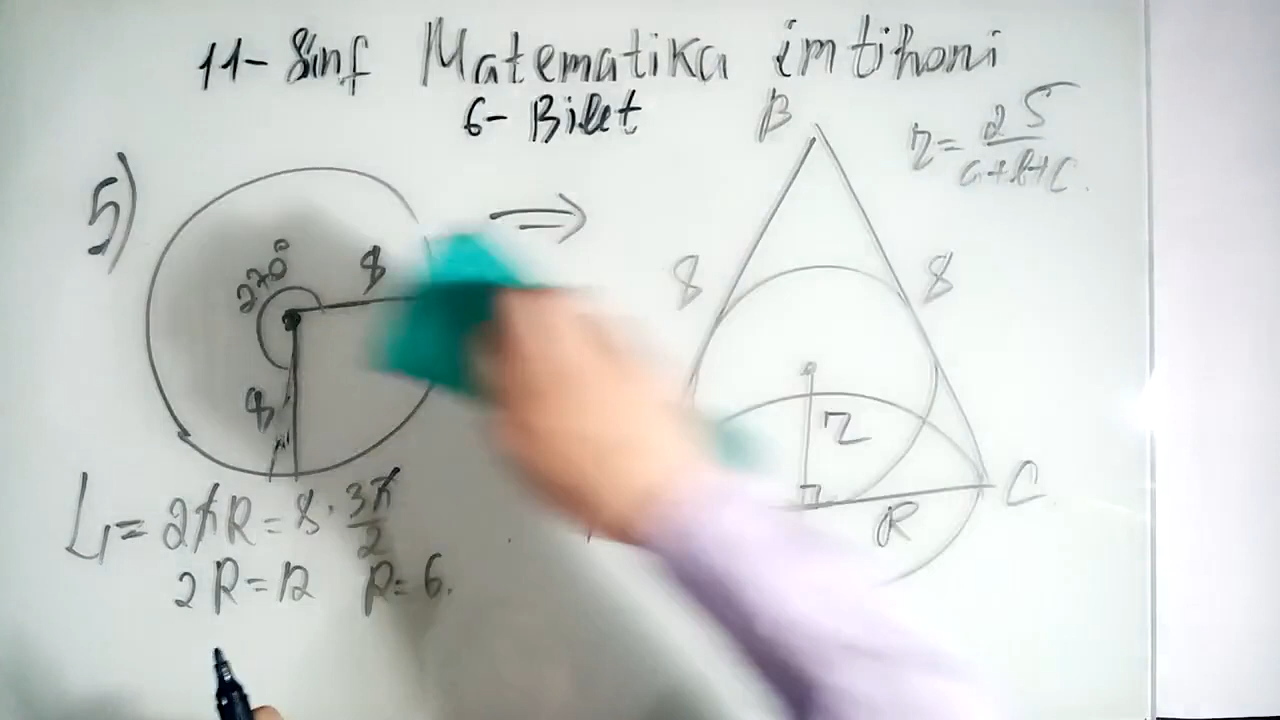 11- Sinf Matematika imtihoni
6- Bilet
5)
270°
8
8
L = 2πR = 8 · 3π/2
2R = 12 R = 6.
⇒
B
r = 2S/(a+b+c).
8
8
r
R
C